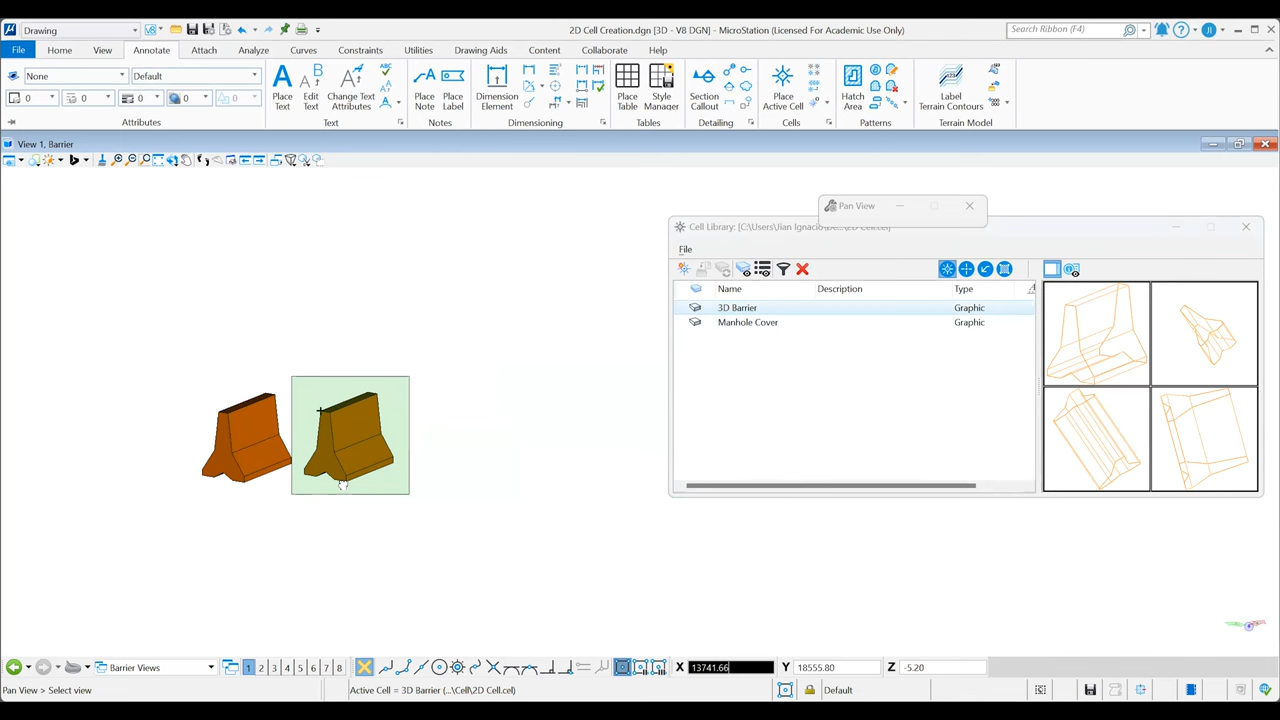 Drawing
2D Cell Creation.dgn [3D - V8 DGN] - MicroStation (Licensed For Academic Use Only)
Search Ribbon (F4)
JI
File Home View Annotate Attach Analyze Curves Constraints Utilities Drawing Aids Content Collaborate Help
None
Default
0 0 0 0 0
Attributes
Place Text
Edit Text
Change Text Attributes
Text
Place Note
Place Label
Notes
Dimension Element
Dimensioning
Place Table
Style Manager
Tables
Section Callout
Detailing
Place Active Cell
Cells
Hatch Area
Patterns
Label Terrain Contours
Terrain Model
View 1, Barrier
Pan View
Cell Library: [C:\Users\Jian Ignacio\
2D Cell.cel]
File
Name Description Type
3D Barrier Graphic
Manhole Cover Graphic
Barrier Views
1 2 3 4 5 6 7 8
X 13741.66 Y 18555.80 Z -5.20
Pan View > Select view
Active Cell = 3D Barrier (...\Cell\2D Cell.cel)
Default